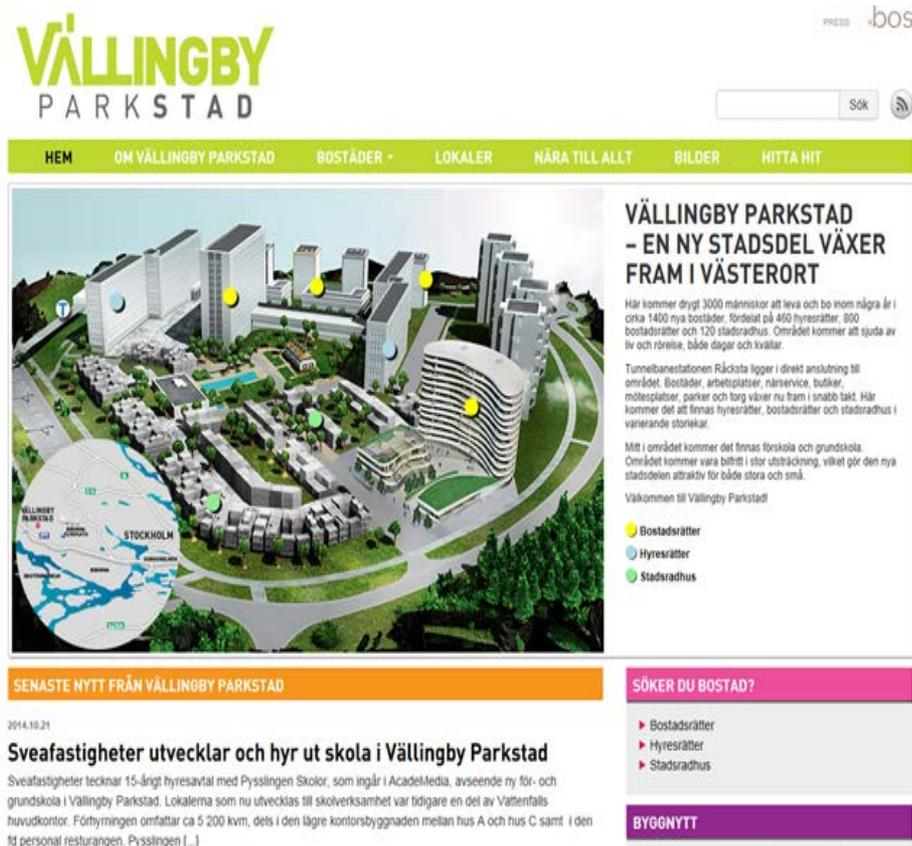 VÄLLINGBY
PARKSTAD
PRESS
bos
Sök
HEM
OM VÄLLINGBY PARKSTAD
BOSTÄDER
LOKALER
NÄRA TILL ALLT
BILDER
HITTA HIT
T
VÄLLINGBY
PARKSTAD
STOCKHOLM
VÄLLINGBY PARKSTAD
– EN NY STADSDEL VÄXER
FRAM I VÄSTERORT
Här kommer drygt 3000 människor att leva och bo inom några år i
cirka 1400 nya bostäder, fördelat på 460 hyresrätter, 800
bostadsrätter och 120 stadsradhus. Området kommer att sjuda av
liv och rörelse, både dagar och kvällar.
Tunnelbanestationen Råcksta ligger i direkt anslutning till
området. Bostäder, arbetsplatser, närservice, butiker,
mötesplatser, parker och torg växer nu fram i snabb takt. Här
kommer det att finnas hyresrätter, bostadsrätter och stadsradhus i
varierande storlekar.
Mitt i området kommer det finnas förskola och grundskola.
Området kommer vara bilfritt i stor utsträckning, vilket gör den nya
stadsdelen attraktiv för både stora och små.
Välkommen till Vällingby Parkstad!
Bostadsrätter
Hyresrätter
Stadsradhus
SENASTE NYTT FRÅN VÄLLINGBY PARKSTAD
2014.10.21
Sveafastigheter utvecklar och hyr ut skola i Vällingby Parkstad
Sveafastigheter tecknar 15-årigt hyresavtal med Pysslingen Skolor, som ingår i AcadeMedia, avseende ny för- och
grundskola i Vällingby Parkstad. Lokalerna som nu utvecklas till skolverksamhet var tidigare en del av Vattenfalls
huvudkontor. Förhyrningen omfattar ca 5 200 kvm, dels i den lägre kontorsbyggnaden mellan hus A och hus C samt i den
fd personal resturangen. Pysslingen [...]
SÖKER DU BOSTAD?
Bostadsrätter
Hyresrätter
Stadsradhus
BYGGNYTT